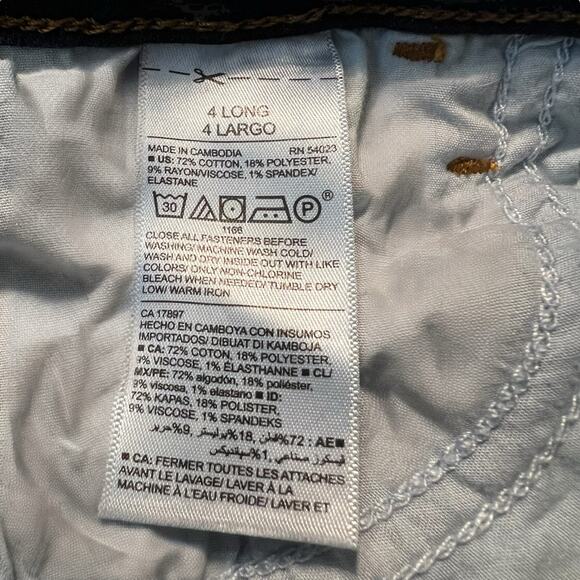 4 LONG
4 LARGO
MADE IN CAMBODIA RN 54023
■ US: 72% COTTON, 18% POLYESTER,
9% RAYON/VISCOSE, 1% SPANDEX/
ELASTANE
30 P ®
1166
CLOSE ALL FASTENERS BEFORE
WASHING/ MACHINE WASH COLD/
WASH AND DRY INSIDE OUT WITH LIKE
COLORS/ ONLY NON-CHLORINE
BLEACH WHEN NEEDED/ TUMBLE DRY
LOW/ WARM IRON
CA 17897
HECHO EN CAMBOYA CON INSUMOS
IMPORTADOS/ DIBUAT DI KAMBOJA
■ CA: 72% COTON, 18% POLYESTER,
9% VISCOSE, 1% ÉLASTHANNE ■ CL/
MX/PE: 72% algodón, 18% poliéster,
9% viscosa, 1% elastano ■ ID:
72% KAPAS, 18% POLISTER,
9% VISCOSE, 1% SPANDEKS
■ AE: 72% قطن, 18% بوليستر, 9% حرير
فيسكوز صناعي, 1% سباندیکس
■ CA: FERMER TOUTES LES ATTACHES
AVANT LE LAVAGE/ LAVER À LA
MACHINE À L'EAU FROIDE/ LAVER ET